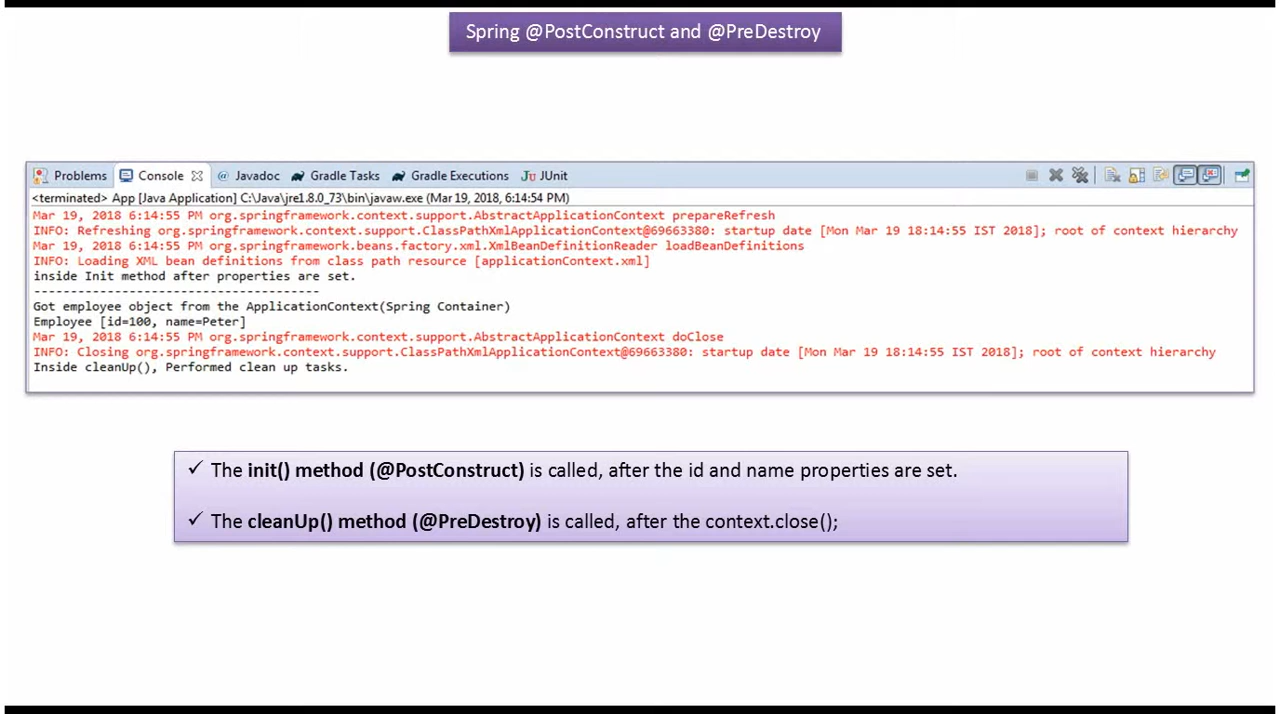 Spring @PostConstruct and @PreDestroy
Problems Console Javadoc Gradle Tasks Gradle Executions JUnit
<terminated> App [Java Application] C:\Java\jre1.8.0_73\bin\javaw.exe (Mar 19, 2018, 6:14:54 PM)
Mar 19, 2018 6:14:55 PM org.springframework.context.support.AbstractApplicationContext prepareRefresh
INFO: Refreshing org.springframework.context.support.ClassPathXmlApplicationContext@69663380: startup date [Mon Mar 19 18:14:55 IST 2018]; root of context hierarchy
Mar 19, 2018 6:14:55 PM org.springframework.beans.factory.xml.XmlBeanDefinitionReader loadBeanDefinitions
INFO: Loading XML bean definitions from class path resource [applicationContext.xml]
inside Init method after properties are set.
---------------------------------------
Got employee object from the ApplicationContext(Spring Container)
Employee [id=100, name=Peter]
Mar 19, 2018 6:14:55 PM org.springframework.context.support.AbstractApplicationContext doClose
INFO: Closing org.springframework.context.support.ClassPathXmlApplicationContext@69663380: startup date [Mon Mar 19 18:14:55 IST 2018]; root of context hierarchy
Inside cleanUp(), Performed clean up tasks.
✓ The init() method (@PostConstruct) is called, after the id and name properties are set.
✓ The cleanUp() method (@PreDestroy) is called, after the context.close();